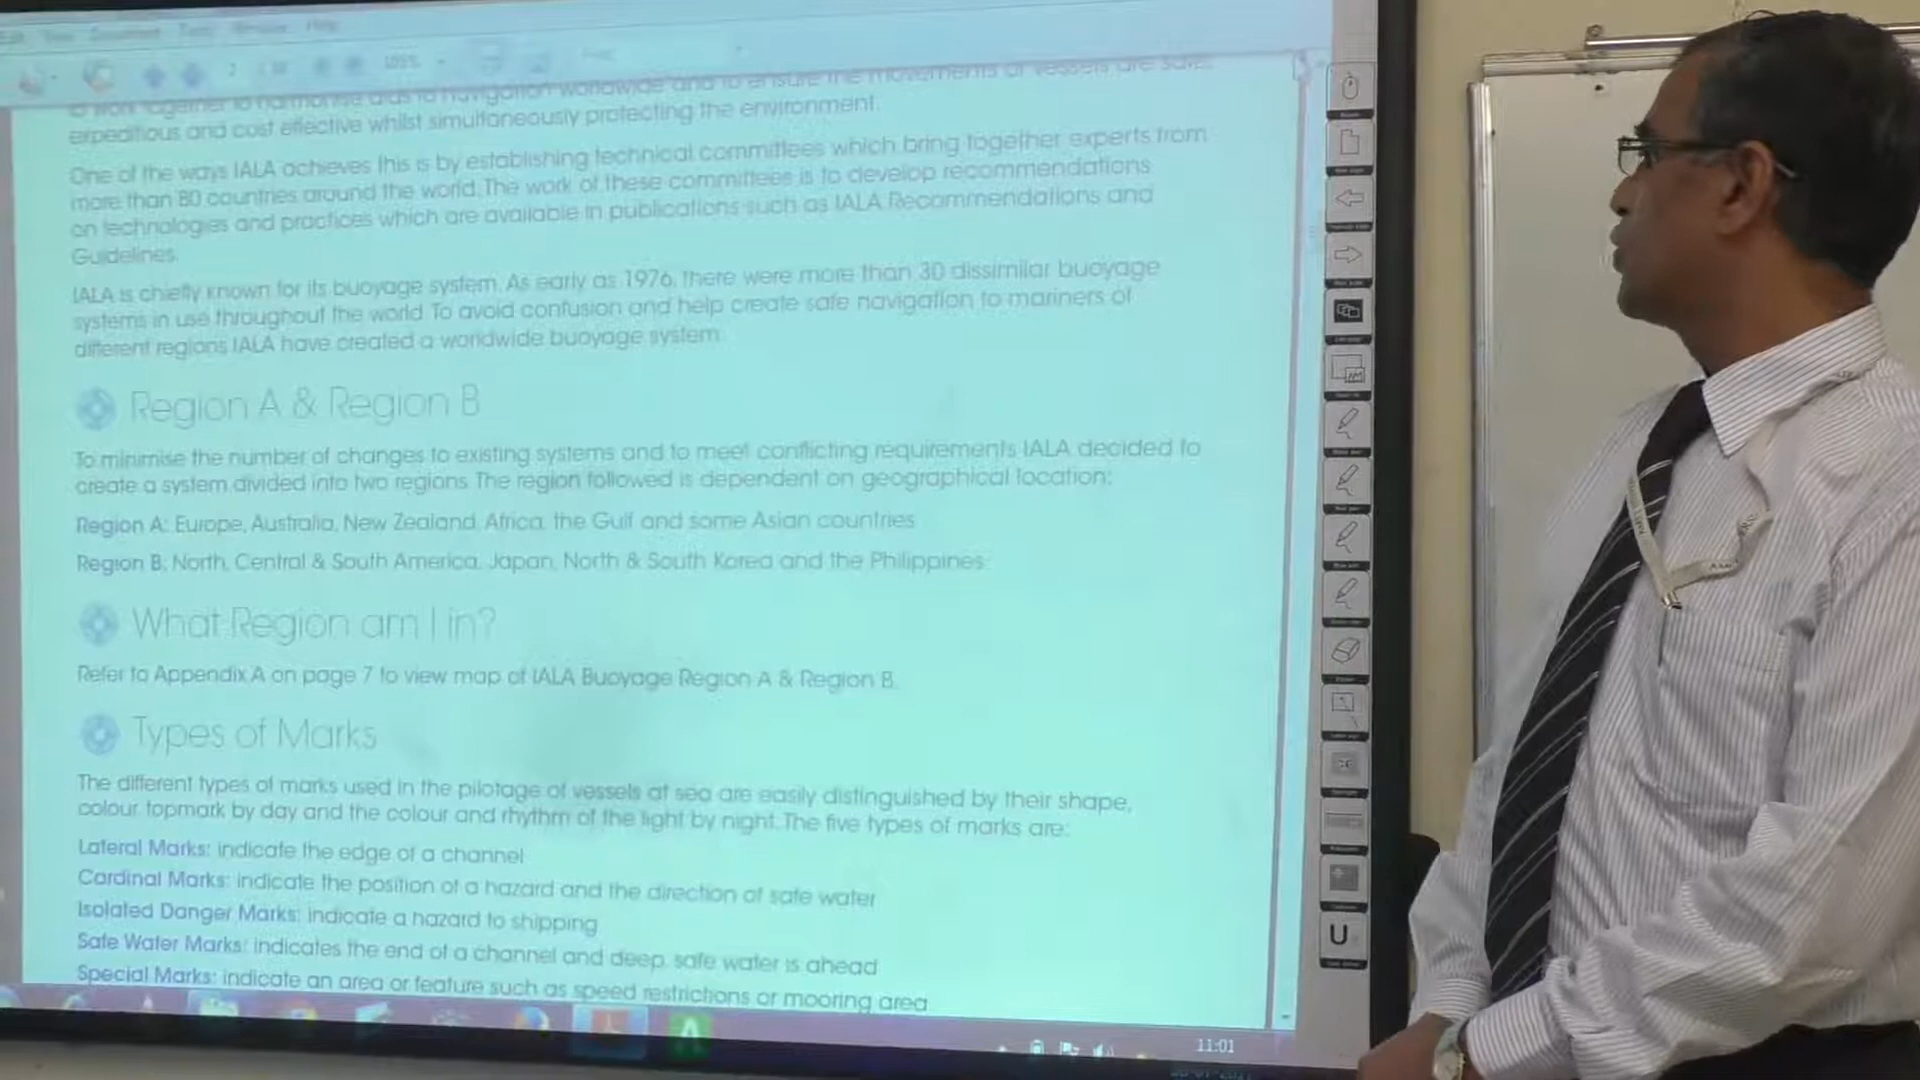 Edit View Document Tools Window Help
2 105%
to work together to harmonise aids to navigation worldwide and to ensure the movements of vessels are safe,
expeditious and cost effective whilst simultaneously protecting the environment.
One of the ways IALA achieves this is by establishing technical committees which bring together experts from
more than 80 countries around the world. The work of these committees is to develop recommendations
on technologies and practices which are available in publications such as IALA Recommendations and
Guidelines.
IALA is chiefly known for its buoyage system. As early as 1976, there were more than 30 dissimilar buoyage
systems in use throughout the world. To avoid confusion and help create safe navigation to mariners of
different regions IALA have created a worldwide buoyage system.
Region A & Region B
To minimise the number of changes to existing systems and to meet conflicting requirements IALA decided to
create a system divided into two regions. The region followed is dependent on geographical location:
Region A: Europe, Australia, New Zealand, Africa, the Gulf and some Asian countries
Region B: North, Central & South America, Japan, North & South Korea and the Philippines.
What Region am I in?
Refer to Appendix A on page 7 to view map of IALA Buoyage Region A & Region B.
Types of Marks
The different types of marks used in the pilotage of vessels at sea are easily distinguished by their shape,
colour, topmark by day and the colour and rhythm of the light by night. The five types of marks are:
Lateral Marks: indicate the edge of a channel
Cardinal Marks: indicate the position of a hazard and the direction of safe water
Isolated Danger Marks: indicate a hazard to shipping
Safe Water Marks: indicates the end of a channel and deep, safe water is ahead
Special Marks: indicate an area or feature such as speed restrictions or mooring area
11:01
U